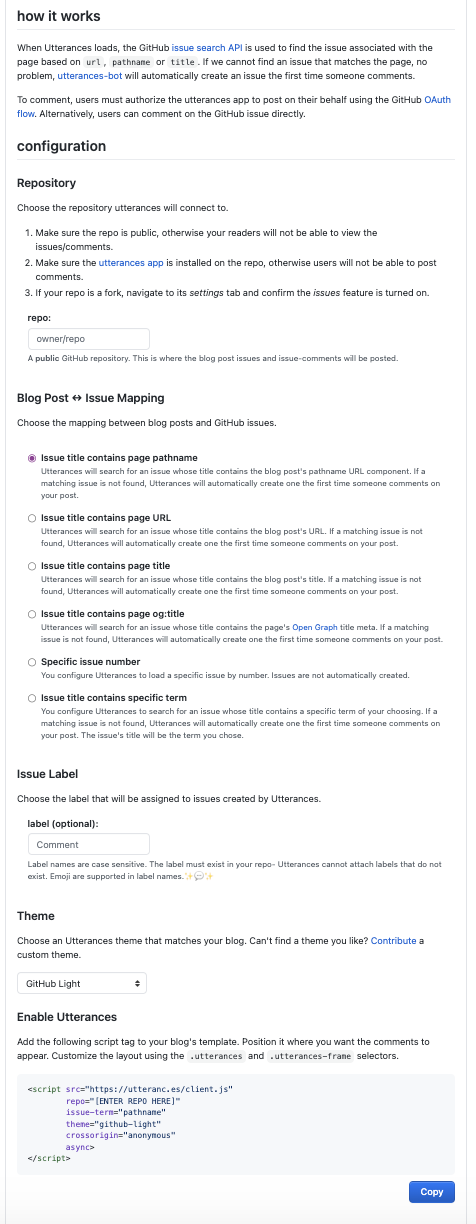 how it works
When Utterances loads, the GitHub issue search API is used to find the issue associated with the
page based on url, pathname or title. If we cannot find an issue that matches the page, no
problem, utterances-bot will automatically create an issue the first time someone comments.
To comment, users must authorize the utterances app to post on their behalf using the GitHub OAuth
flow. Alternatively, users can comment on the GitHub issue directly.
configuration
Repository
Choose the repository utterances will connect to.
1. Make sure the repo is public, otherwise your readers will not be able to view the
issues/comments.
2. Make sure the utterances app is installed on the repo, otherwise users will not be able to post
comments.
3. If your repo is a fork, navigate to its settings tab and confirm the issues feature is turned on.
repo:
owner/repo
A public GitHub repository. This is where the blog post issues and issue-comments will be posted.
Blog Post ↔ Issue Mapping
Choose the mapping between blog posts and GitHub issues.
Issue title contains page pathname
Utterances will search for an issue whose title contains the blog post's pathname URL component. If a
matching issue is not found, Utterances will automatically create one the first time someone comments on
your post.
Issue title contains page URL
Utterances will search for an issue whose title contains the blog post's URL. If a matching issue is not
found, Utterances will automatically create one the first time someone comments on your post.
Issue title contains page title
Utterances will search for an issue whose title contains the blog post's title. If a matching issue is not
found, Utterances will automatically create one the first time someone comments on your post.
Issue title contains page og:title
Utterances will search for an issue whose title contains the page's Open Graph title meta. If a matching
issue is not found, Utterances will automatically create one the first time someone comments on your post.
Specific issue number
You configure Utterances to load a specific issue by number. Issues are not automatically created.
Issue title contains specific term
You configure Utterances to search for an issue whose title contains a specific term of your choosing. If a
matching issue is not found, Utterances will automatically create one the first time someone comments on
your post. The issue's title will be the term you chose.
Issue Label
Choose the label that will be assigned to issues created by Utterances.
label (optional):
Comment
Label names are case sensitive. The label must exist in your repo- Utterances cannot attach labels that do not
exist. Emoji are supported in label names.✨💬✨
Theme
Choose an Utterances theme that matches your blog. Can't find a theme you like? Contribute a
custom theme.
GitHub Light
Enable Utterances
Add the following script tag to your blog's template. Position it where you want the comments to
appear. Customize the layout using the .utterances and .utterances-frame selectors.
<script src="https://utteranc.es/client.js"
repo="[ENTER REPO HERE]"
issue-term="pathname"
theme="github-light"
crossorigin="anonymous"
async>
</script>
Copy